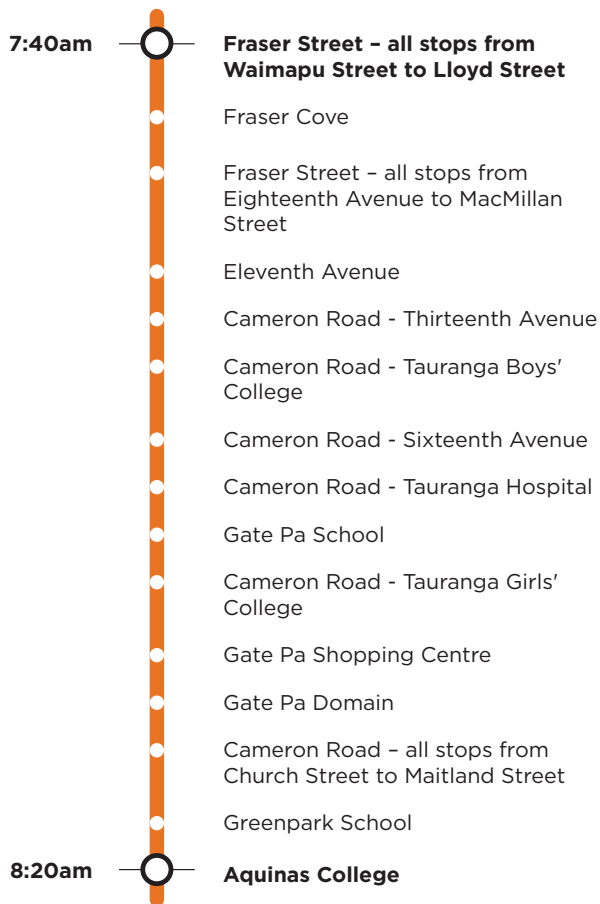 7:40am
Fraser Street – all stops from
Waimapu Street to Lloyd Street
Fraser Cove
Fraser Street – all stops from
Eighteenth Avenue to MacMillan
Street
Eleventh Avenue
Cameron Road - Thirteenth Avenue
Cameron Road - Tauranga Boys'
College
Cameron Road - Sixteenth Avenue
Cameron Road - Tauranga Hospital
Gate Pa School
Cameron Road - Tauranga Girls'
College
Gate Pa Shopping Centre
Gate Pa Domain
Cameron Road – all stops from
Church Street to Maitland Street
Greenpark School
8:20am
Aquinas College